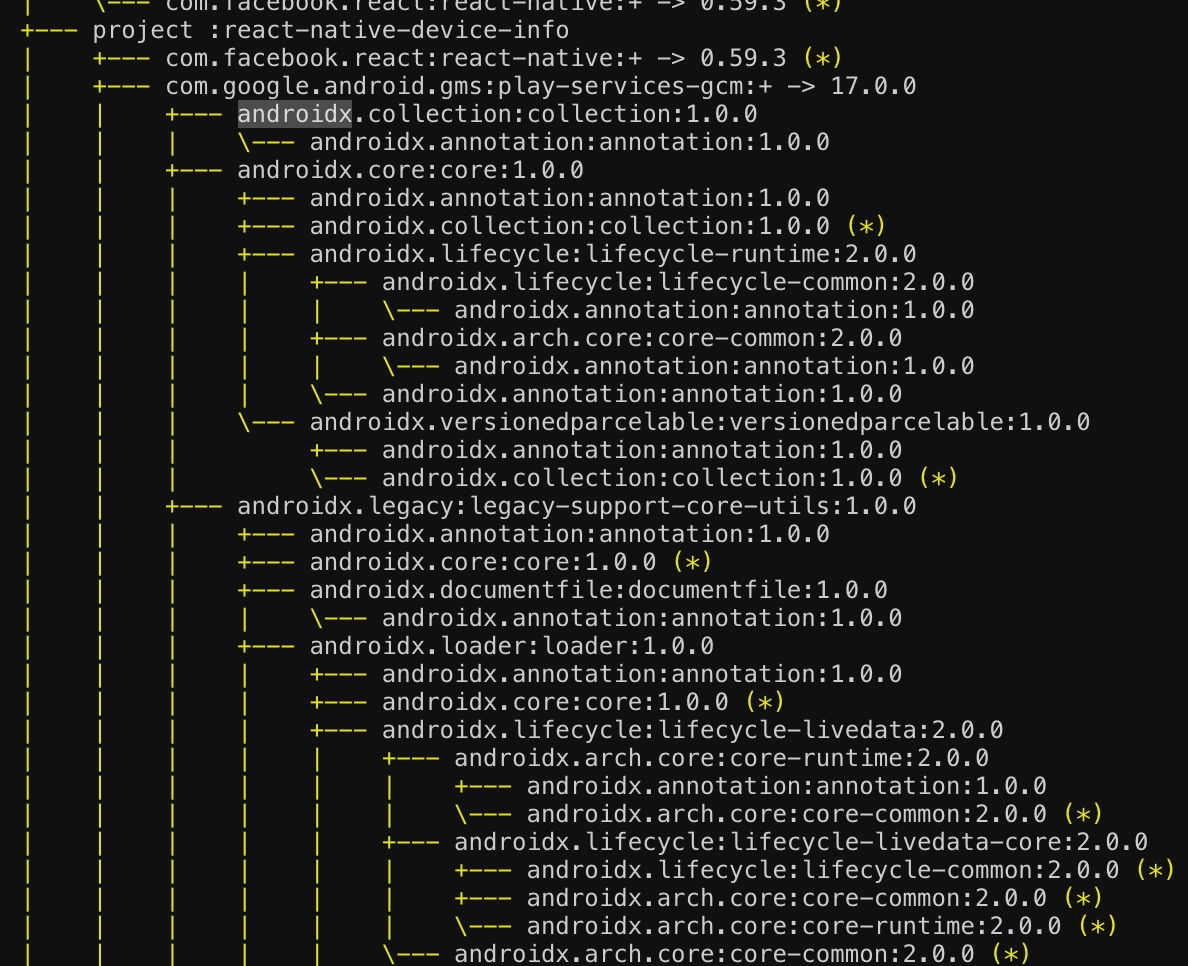 |    \--- com.facebook.react:react-native:+ -> 0.59.3 (*)
+--- project :react-native-device-info
|    +--- com.facebook.react:react-native:+ -> 0.59.3 (*)
|    +--- com.google.android.gms:play-services-gcm:+ -> 17.0.0
|    |    +--- androidx.collection:collection:1.0.0
|    |    |    \--- androidx.annotation:annotation:1.0.0
|    |    +--- androidx.core:core:1.0.0
|    |    |    +--- androidx.annotation:annotation:1.0.0
|    |    |    +--- androidx.collection:collection:1.0.0 (*)
|    |    |    +--- androidx.lifecycle:lifecycle-runtime:2.0.0
|    |    |    |    +--- androidx.lifecycle:lifecycle-common:2.0.0
|    |    |    |    |    \--- androidx.annotation:annotation:1.0.0
|    |    |    |    +--- androidx.arch.core:core-common:2.0.0
|    |    |    |    |    \--- androidx.annotation:annotation:1.0.0
|    |    |    |    \--- androidx.annotation:annotation:1.0.0
|    |    |    \--- androidx.versionedparcelable:versionedparcelable:1.0.0
|    |    |         +--- androidx.annotation:annotation:1.0.0
|    |    |         \--- androidx.collection:collection:1.0.0 (*)
|    |    +--- androidx.legacy:legacy-support-core-utils:1.0.0
|    |    |    +--- androidx.annotation:annotation:1.0.0
|    |    |    +--- androidx.core:core:1.0.0 (*)
|    |    |    +--- androidx.documentfile:documentfile:1.0.0
|    |    |    |    \--- androidx.annotation:annotation:1.0.0
|    |    |    +--- androidx.loader:loader:1.0.0
|    |    |    |    +--- androidx.annotation:annotation:1.0.0
|    |    |    |    +--- androidx.core:core:1.0.0 (*)
|    |    |    |    +--- androidx.lifecycle:lifecycle-livedata:2.0.0
|    |    |    |    |    +--- androidx.arch.core:core-runtime:2.0.0
|    |    |    |    |    |    +--- androidx.annotation:annotation:1.0.0
|    |    |    |    |    |    \--- androidx.arch.core:core-common:2.0.0 (*)
|    |    |    |    |    +--- androidx.lifecycle:lifecycle-livedata-core:2.0.0
|    |    |    |    |    |    +--- androidx.lifecycle:lifecycle-common:2.0.0 (*)
|    |    |    |    |    |    +--- androidx.arch.core:core-common:2.0.0 (*)
|    |    |    |    |    |    \--- androidx.arch.core:core-runtime:2.0.0 (*)
|    |    |    |    |    \--- androidx.arch.core:core-common:2.0.0 (*)